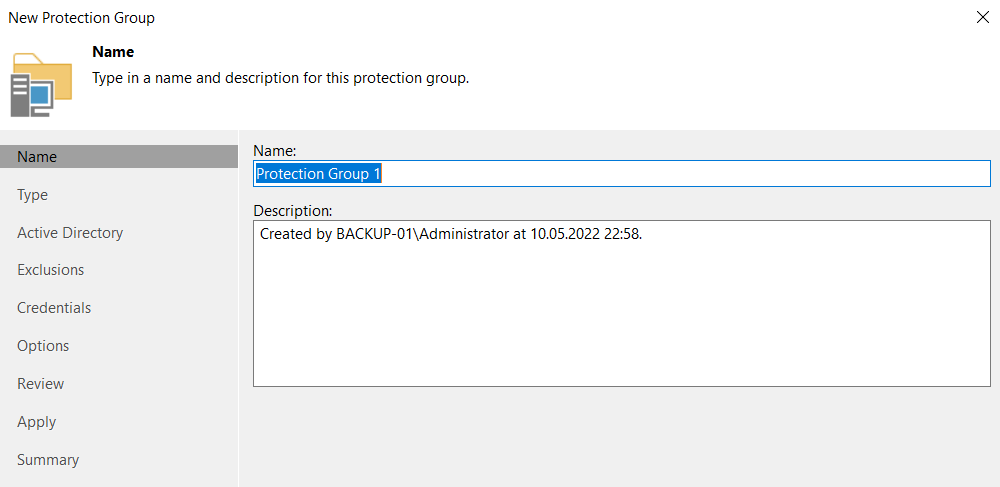 New Protection Group
Name
Type in a name and description for this protection group.
Name
Type
Active Directory
Exclusions
Credentials
Options
Review
Apply
Summary
Name:
Protection Group 1
Description:
Created by BACKUP-01\Administrator at 10.05.2022 22:58.